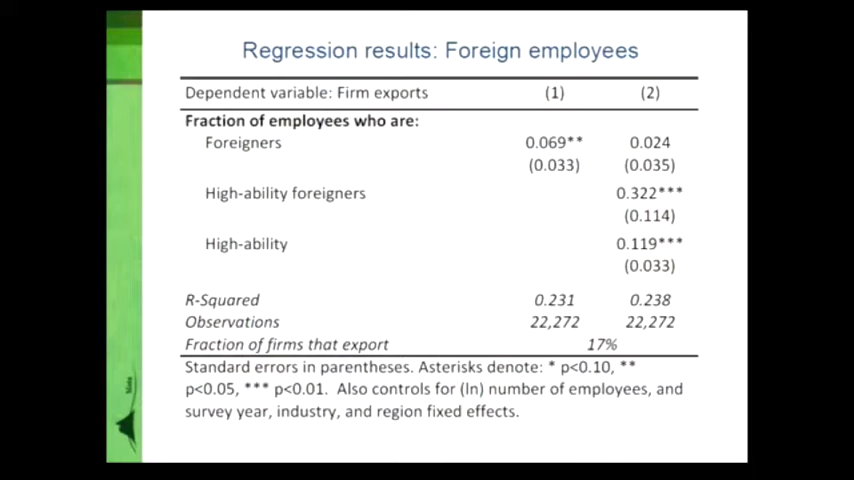 Regression results: Foreign employees
Dependent variable: Firm exports (1) (2)
Fraction of employees who are:
Foreigners 0.069** 0.024
(0.033) (0.035)
High-ability foreigners 0.322***
(0.114)
High-ability 0.119***
(0.033)
R-Squared 0.231 0.238
Observations 22,272 22,272
Fraction of firms that export 17%
Standard errors in parentheses. Asterisks denote: * p<0.10, **
p<0.05, *** p<0.01. Also controls for (ln) number of employees, and
survey year, industry, and region fixed effects.